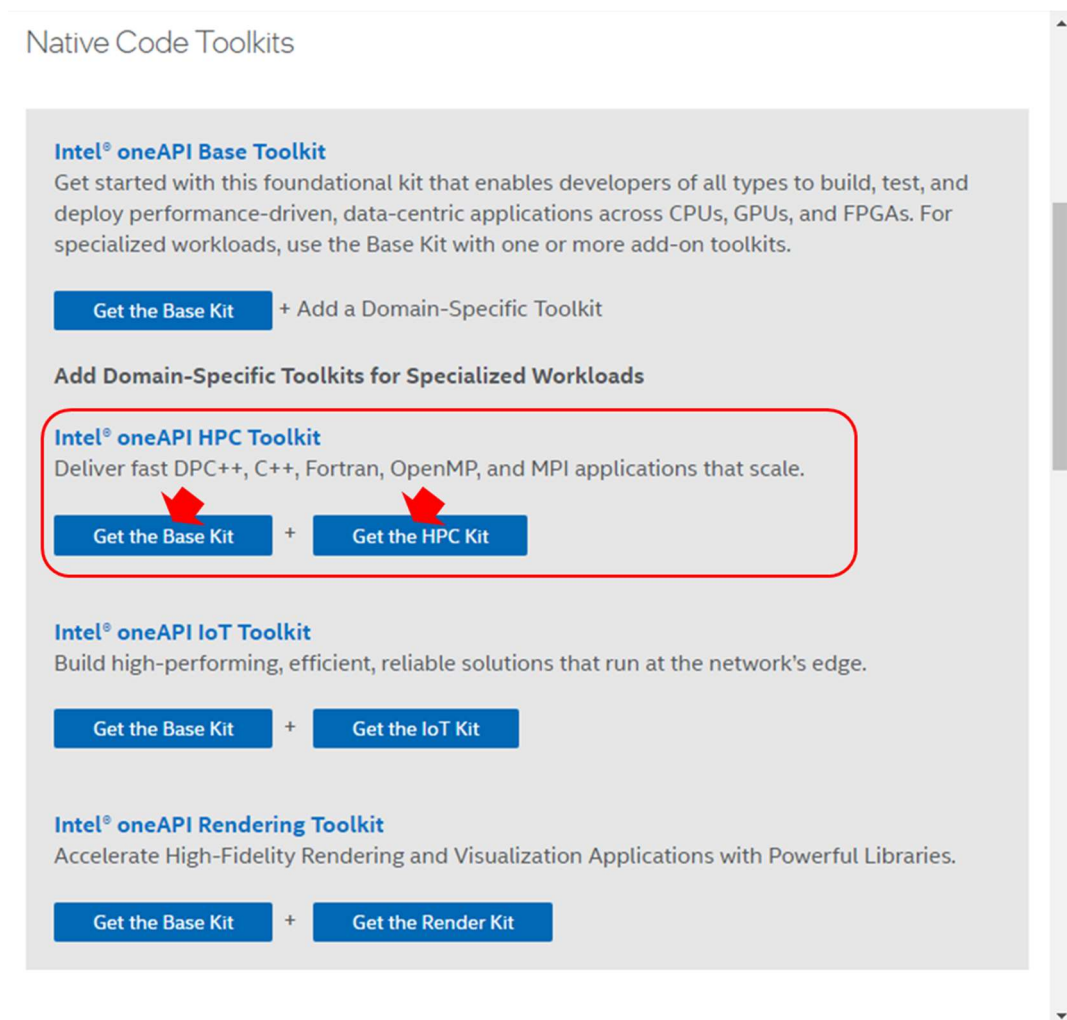 Native Code Toolkits
Intel® oneAPI Base Toolkit
Get started with this foundational kit that enables developers of all types to build, test, and
deploy performance-driven, data-centric applications across CPUs, GPUs, and FPGAs. For
specialized workloads, use the Base Kit with one or more add-on toolkits.
Get the Base Kit + Add a Domain-Specific Toolkit
Add Domain-Specific Toolkits for Specialized Workloads
Intel® oneAPI HPC Toolkit
Deliver fast DPC++, C++, Fortran, OpenMP, and MPI applications that scale.
Get the Base Kit + Get the HPC Kit
Intel® oneAPI IoT Toolkit
Build high-performing, efficient, reliable solutions that run at the network’s edge.
Get the Base Kit + Get the IoT Kit
Intel® oneAPI Rendering Toolkit
Accelerate High-Fidelity Rendering and Visualization Applications with Powerful Libraries.
Get the Base Kit + Get the Render Kit